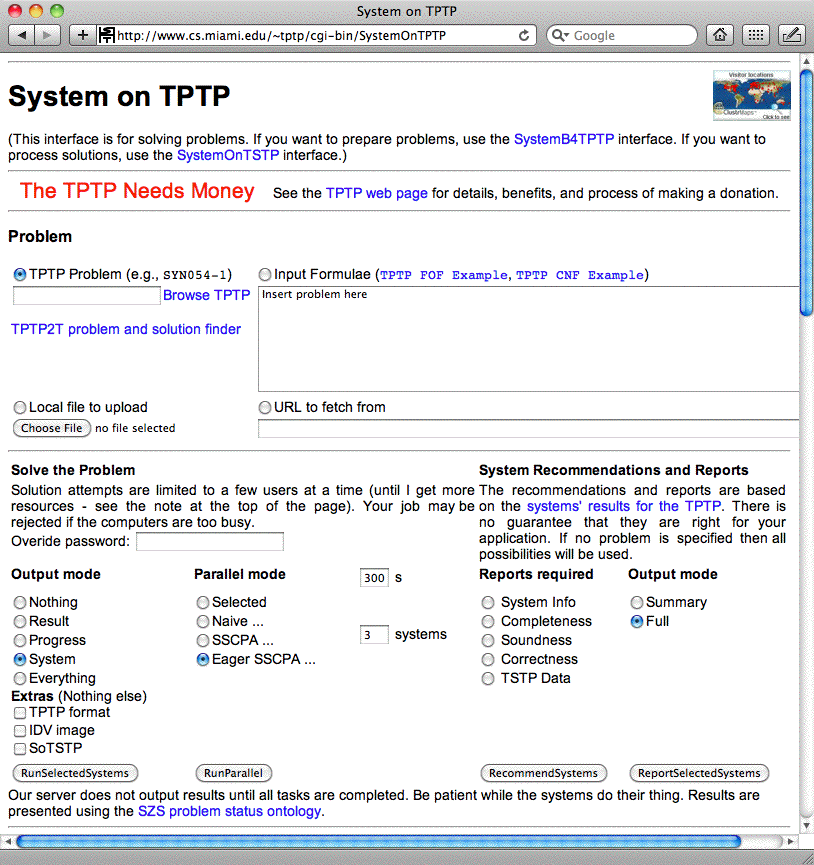 System on TPTP
http://www.cs.miami.edu/~tptp/cgi-bin/SystemOnTPTP
Google
Visitor locations
ClustrMaps™ Click to see
System on TPTP
(This interface is for solving problems. If you want to prepare problems, use the SystemB4TPTP interface. If you want to
process solutions, use the SystemOnTSTP interface.)
The TPTP Needs Money See the TPTP web page for details, benefits, and process of making a donation.
Problem
TPTP Problem (e.g., SYN054-1)
Input Formulae (TPTP FOF Example, TPTP CNF Example)
Browse TPTP
Insert problem here
TPTP2T problem and solution finder
Local file to upload
URL to fetch from
Choose File no file selected
Solve the Problem
Solution attempts are limited to a few users at a time (until I get more
resources - see the note at the top of the page). Your job may be
rejected if the computers are too busy.
Overide password:
System Recommendations and Reports
The recommendations and reports are based
on the systems' results for the TPTP. There is
no guarantee that they are right for your
application. If no problem is specified then all
possibilities will be used.
Output mode
Nothing
Result
Progress
System
Everything
Extras (Nothing else)
TPTP format
IDV image
SoTSTP
Parallel mode
Selected
Naive ...
SSCPA ...
Eager SSCPA ...
300 s
3 systems
Reports required
System Info
Completeness
Soundness
Correctness
TSTP Data
Output mode
Summary
Full
RunSelectedSystems
RunParallel
RecommendSystems
ReportSelectedSystems
Our server does not output results until all tasks are completed. Be patient while the systems do their thing. Results are
presented using the SZS problem status ontology.